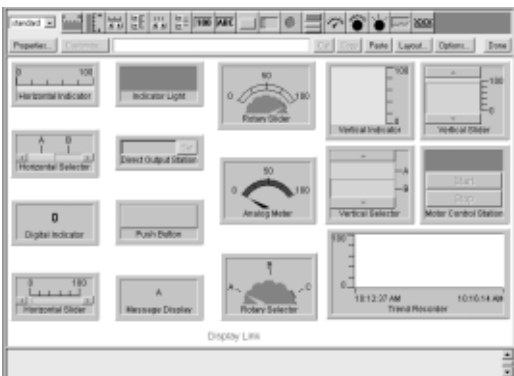 standard
100 ABC
XXX
Properties... Customize... Cut Copy Paste Layout... Options... Done
0 100
Horizontal Indicator
Indicator Light
0 50 100
Rotary Slider
100
0
Vertical Indicator
100
0
Vertical Slider
A B
Horizontal Selector
Set
Direct Output Station
0 50 100
Analog Meter
A
B
Vertical Selector
Start
Stop
Motor Control Station
0
Digital Indicator
Push Button
0 100
Horizontal Slider
A
Message Display
A B C
Rotary Selector
100
0
10:12:37 AM 10:16:14 AM
Trend Recorder
Display Link